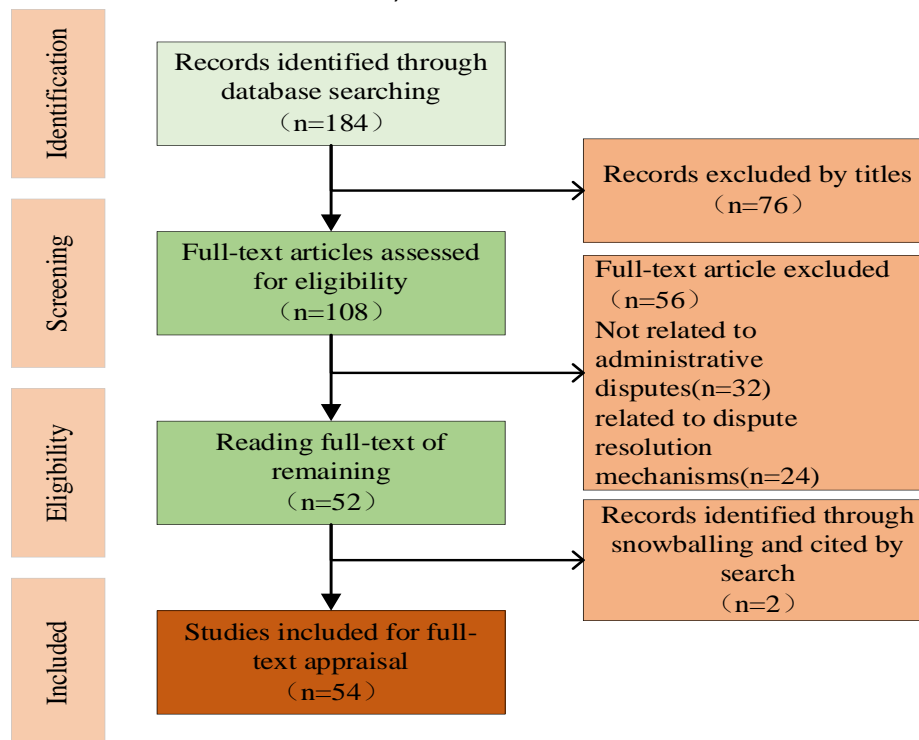 Identification
Records identified through
database searching
（n=184）
Records excluded by titles
（n=76）
Screening
Full-text articles assessed
for eligibility
（n=108）
Full-text article excluded
（n=56）
Not related to
administrative
disputes(n=32)
related to dispute
resolution
mechanisms(n=24)
Eligibility
Reading full-text of
remaining
（n=52）
Records identified through
snowballing and cited by
search
（n=2）
Included
Studies included for full-
text appraisal
（n=54）